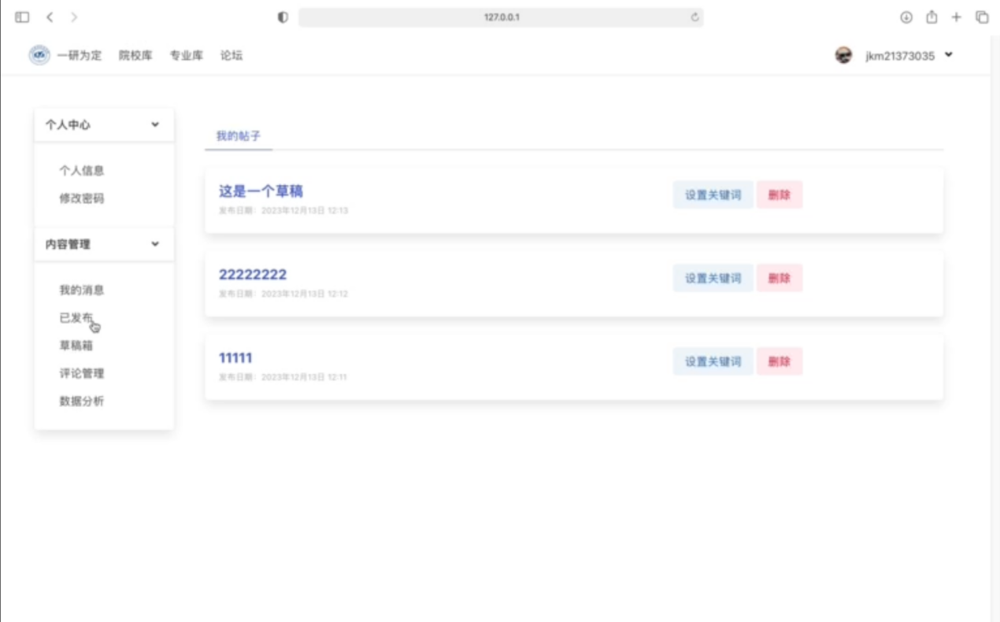 127.0.0.1
一研为定 院校库 专业库 论坛 jkm21373035
个人中心
个人信息
修改密码
内容管理
我的消息
已发布
草稿箱
评论管理
数据分析
我的帖子
这是一个草稿
发布日期：2023年12月13日 12:13
设置关键词 删除
22222222
发布日期：2023年12月13日 12:12
设置关键词 删除
11111
发布日期：2023年12月13日 12:11
设置关键词 删除